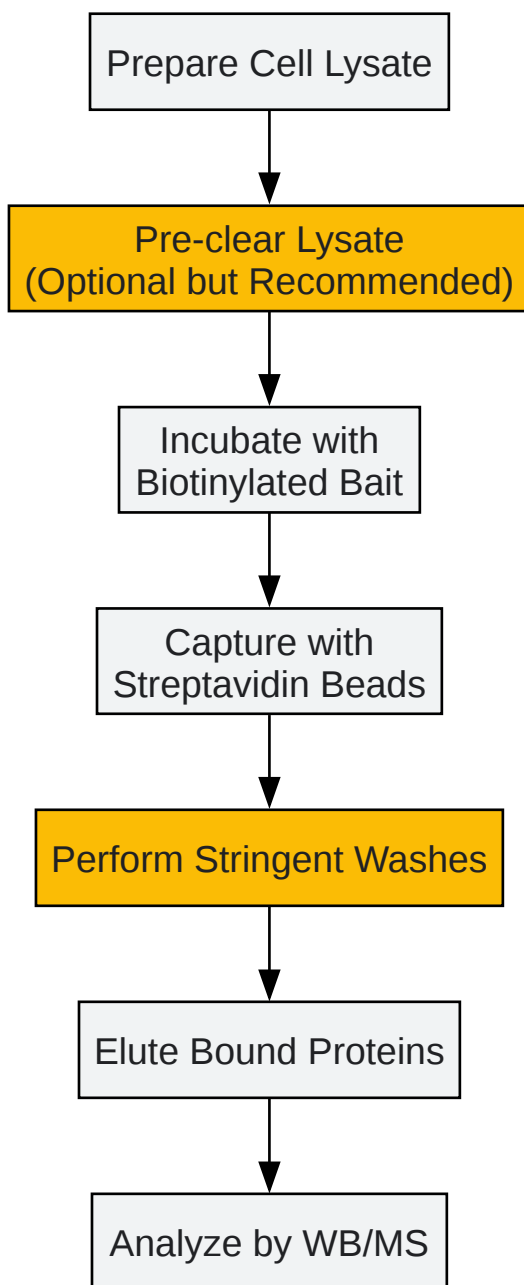 Prepare Cell Lysate
Pre-clear Lysate
(Optional but Recommended)
Incubate with
Biotinylated Bait
Capture with
Streptavidin Beads
Perform Stringent Washes
Elute Bound Proteins
Analyze by WB/MS